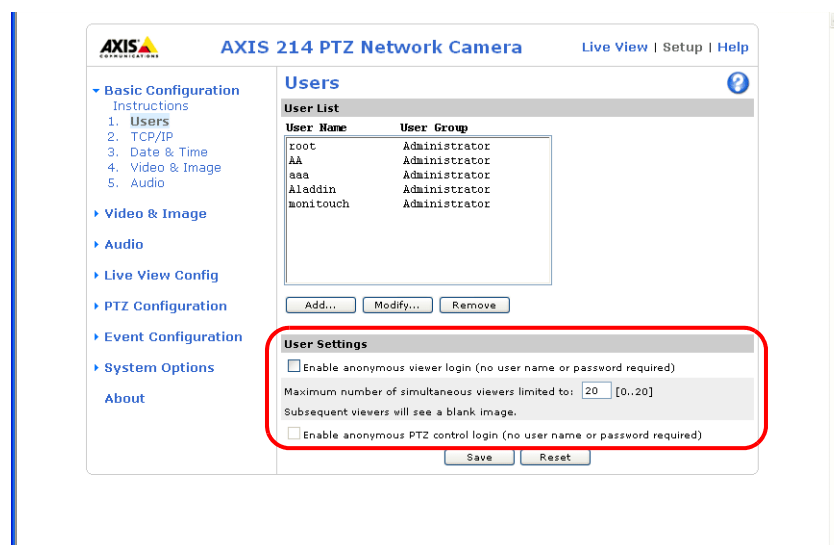 AXIS
COMMUNICATIONS
AXIS 214 PTZ Network Camera
Live View | Setup | Help
Basic Configuration
Instructions
1. Users
2. TCP/IP
3. Date & Time
4. Video & Image
5. Audio
Video & Image
Audio
Live View Config
PTZ Configuration
Event Configuration
System Options
About
Users
User List
User Name User Group
root Administrator
AA Administrator
aaa Administrator
Aladdin Administrator
monitouch Administrator
Add... Modify... Remove
User Settings
Enable anonymous viewer login (no user name or password required)
Maximum number of simultaneous viewers limited to: 20 [0..20]
Subsequent viewers will see a blank image.
Enable anonymous PTZ control login (no user name or password required)
Save Reset